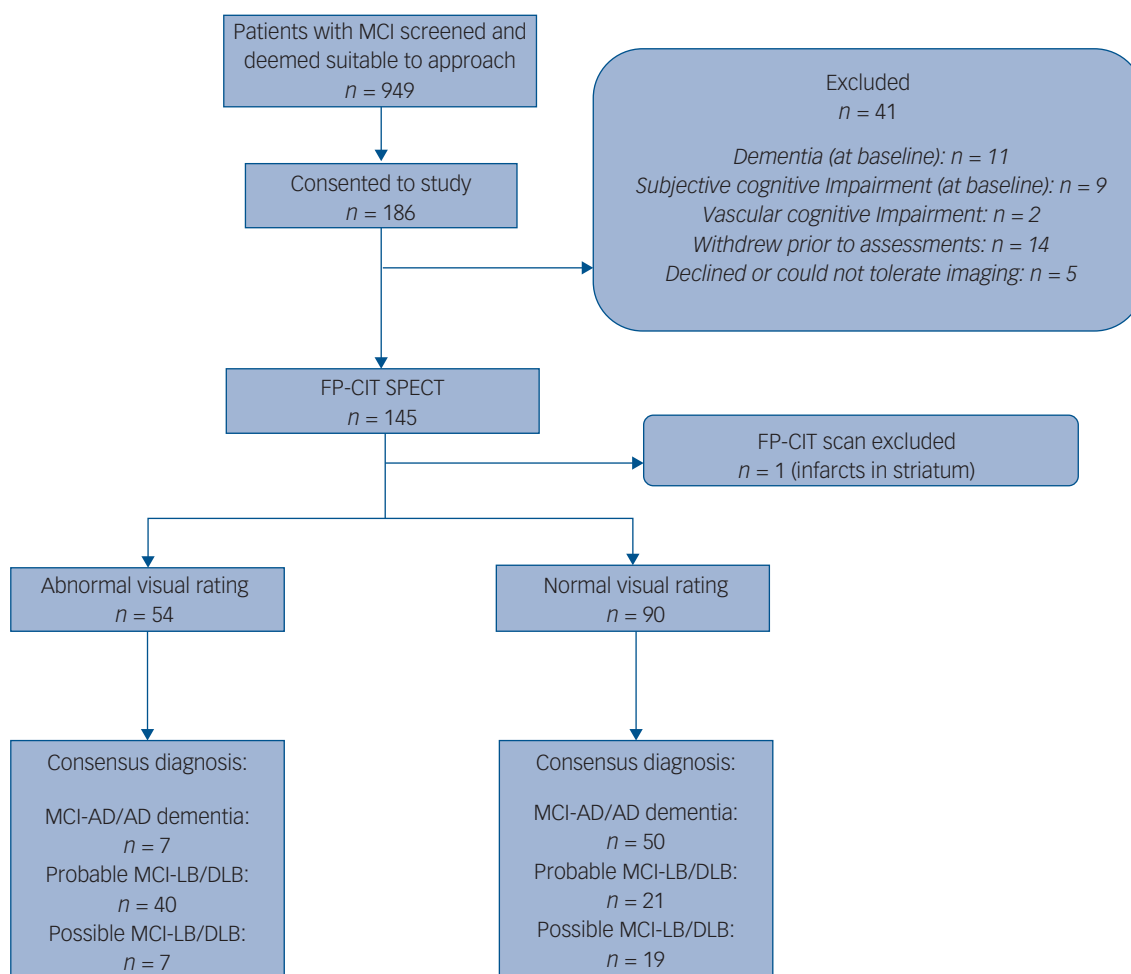 Patients with MCI screened and
deemed suitable to approach
n = 949
Excluded
n = 41
Dementia (at baseline): n = 11
Subjective cognitive Impairment (at baseline): n = 9
Vascular cognitive Impairment: n = 2
Withdrew prior to assessments: n = 14
Declined or could not tolerate imaging: n = 5
Consented to study
n = 186
FP-CIT SPECT
n = 145
FP-CIT scan excluded
n = 1 (infarcts in striatum)
Abnormal visual rating
n = 54
Normal visual rating
n = 90
Consensus diagnosis:
MCI-AD/AD dementia:
n = 7
Probable MCI-LB/DLB:
n = 40
Possible MCI-LB/DLB:
n = 7
Consensus diagnosis:
MCI-AD/AD dementia:
n = 50
Probable MCI-LB/DLB:
n = 21
Possible MCI-LB/DLB:
n = 19